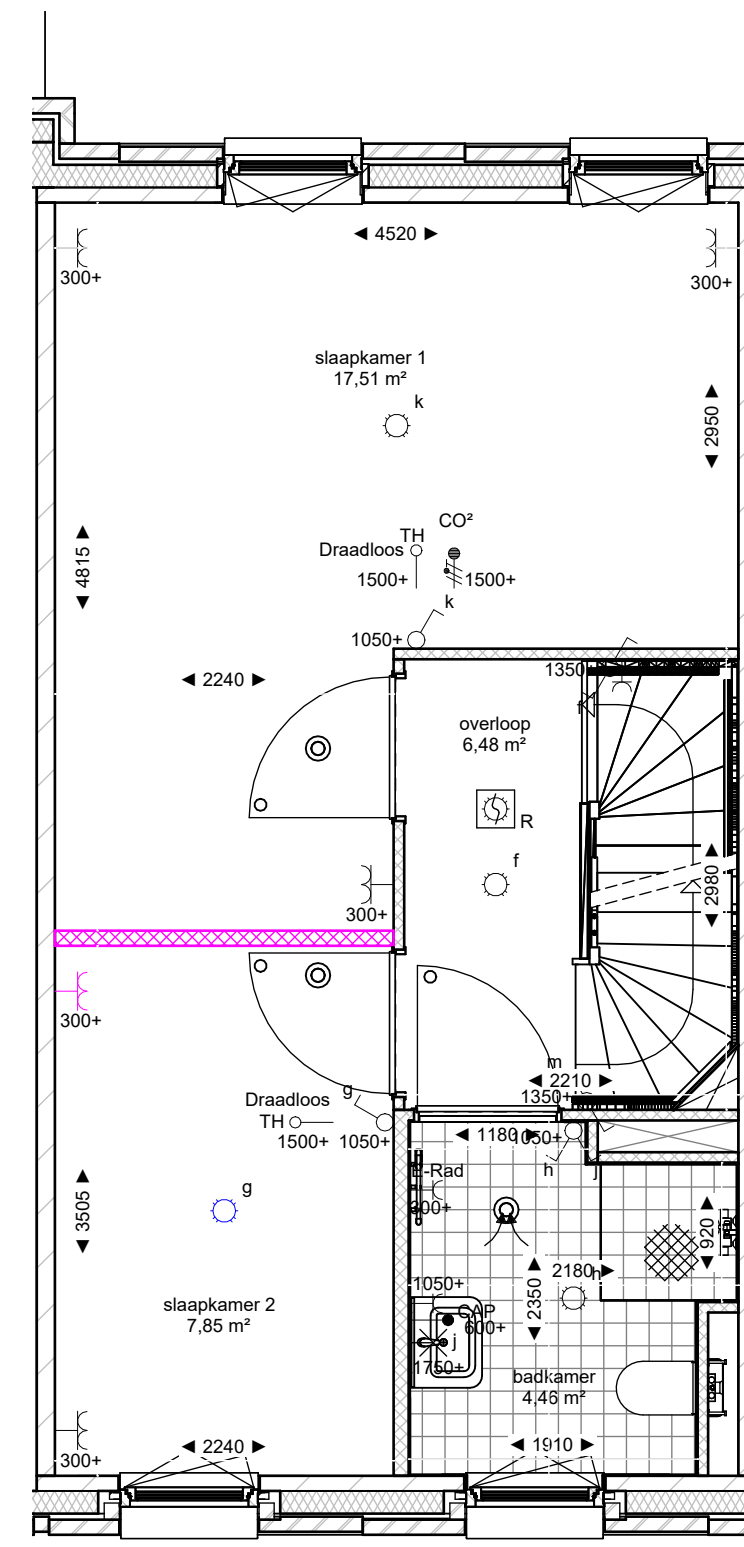 4520
300+
300+
slaapkamer 1
17,51 m²
k
2950
CO²
TH
Draadloos
1500+
1500+
4815
k
1050+
1350
2240
f
overloop
6,48 m²
R
f
2980
300+
300+
m
2210
1350+
g
Draadloos
TH
1500+
1050+
1180
1050+
h
j
E-Rad
300+
g
3505
920
2180
h
2350
1050+
CAP
600+
j
1750+
slaapkamer 2
7,85 m²
badkamer
4,46 m²
300+
2240
1910